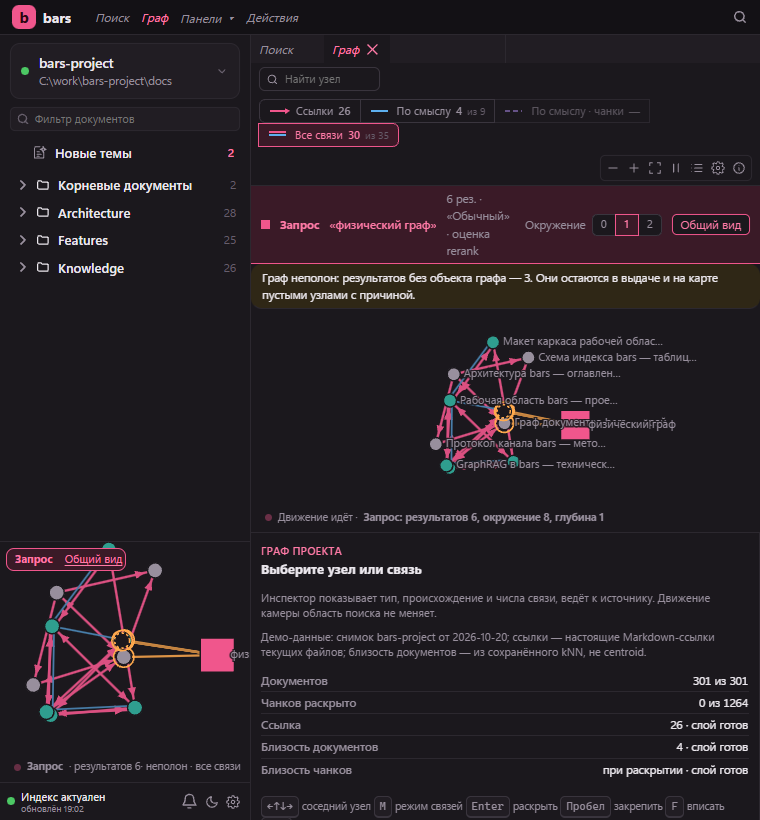 b bars Поиск Граф Панели Действия
bars-project
C:\work\bars-project\docs
Фильтр документов
Новые темы 2
Корневые документы 2
Architecture 28
Features 25
Knowledge 26
Поиск Граф
Найти узел
Ссылки 26 По смыслу 4 из 9 По смыслу · чанки —
Все связи 30 из 35
Запрос «физический граф»
6 рез. ·
«Обычный»
· оценка
rerank
Окружение 0 1 2 Общий вид
Граф неполон: результатов без объекта графа — 3. Они остаются в выдаче и на карте
пустыми узлами с причиной.
Макет каркаса рабочей облас...
Схема индекса bars — таблиц...
Архитектура bars — оглавлен...
Рабочая область bars — прое...
Граф документ
физический граф
Протокол канала bars — мето...
GraphRAG в bars — техническ...
Движение идёт · Запрос: результатов 6, окружение 8, глубина 1
Запрос Общий вид
физ
Запрос · результатов 6· неполон · все связи
Индекс актуален
обновлён 19:02
ГРАФ ПРОЕКТА
Выберите узел или связь
Инспектор показывает тип, происхождение и числа связи, ведёт к источнику. Движение
камеры область поиска не меняет.
Демо-данные: снимок bars-project от 2026-10-20; ссылки — настоящие Markdown-ссылки
текущих файлов; близость документов — из сохранённого kNN, не centroid.
Документы 301 из 301
Чанков раскрыто 0 из 1264
Ссылка 26 · слой готов
Близость документов 4 · слой готов
Близость чанков при раскрытии · слой готов
←↑↓→ соседний узел M режим связей Enter раскрыть Пробел закрепить F вписать